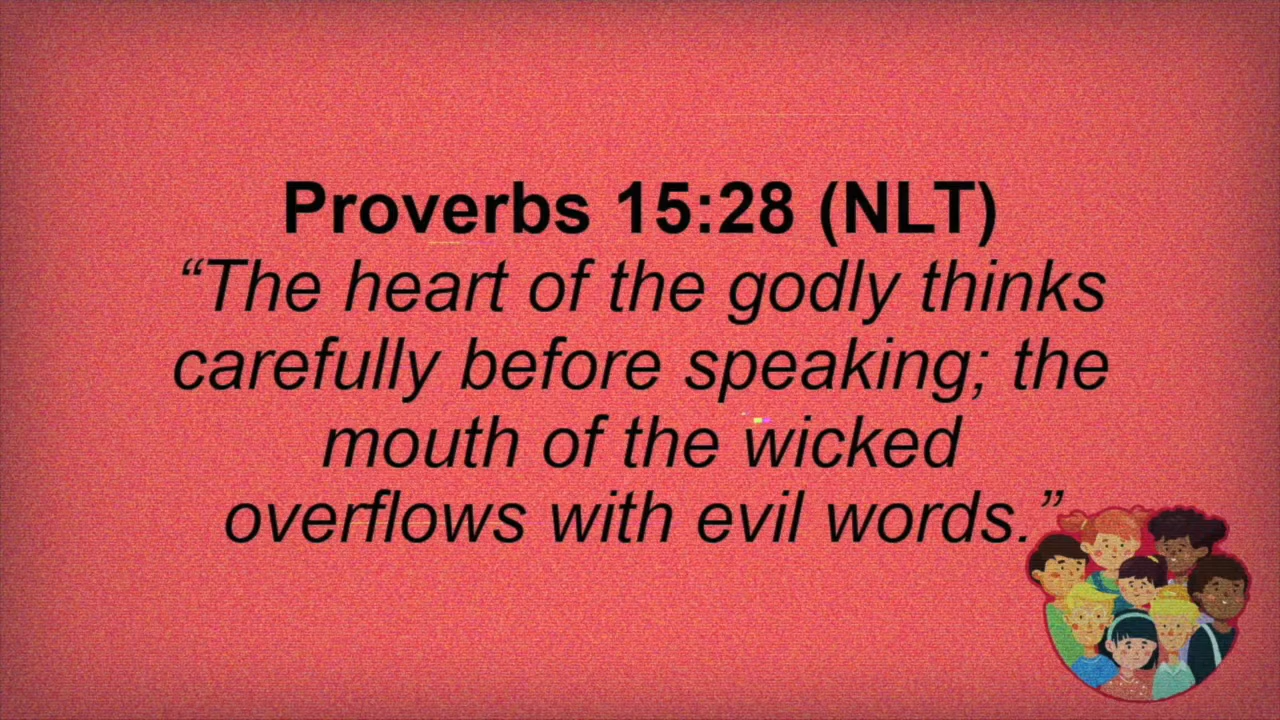 Proverbs 15:28 (NLT)
“The heart of the godly thinks
carefully before speaking; the
mouth of the wicked
overflows with evil words.”